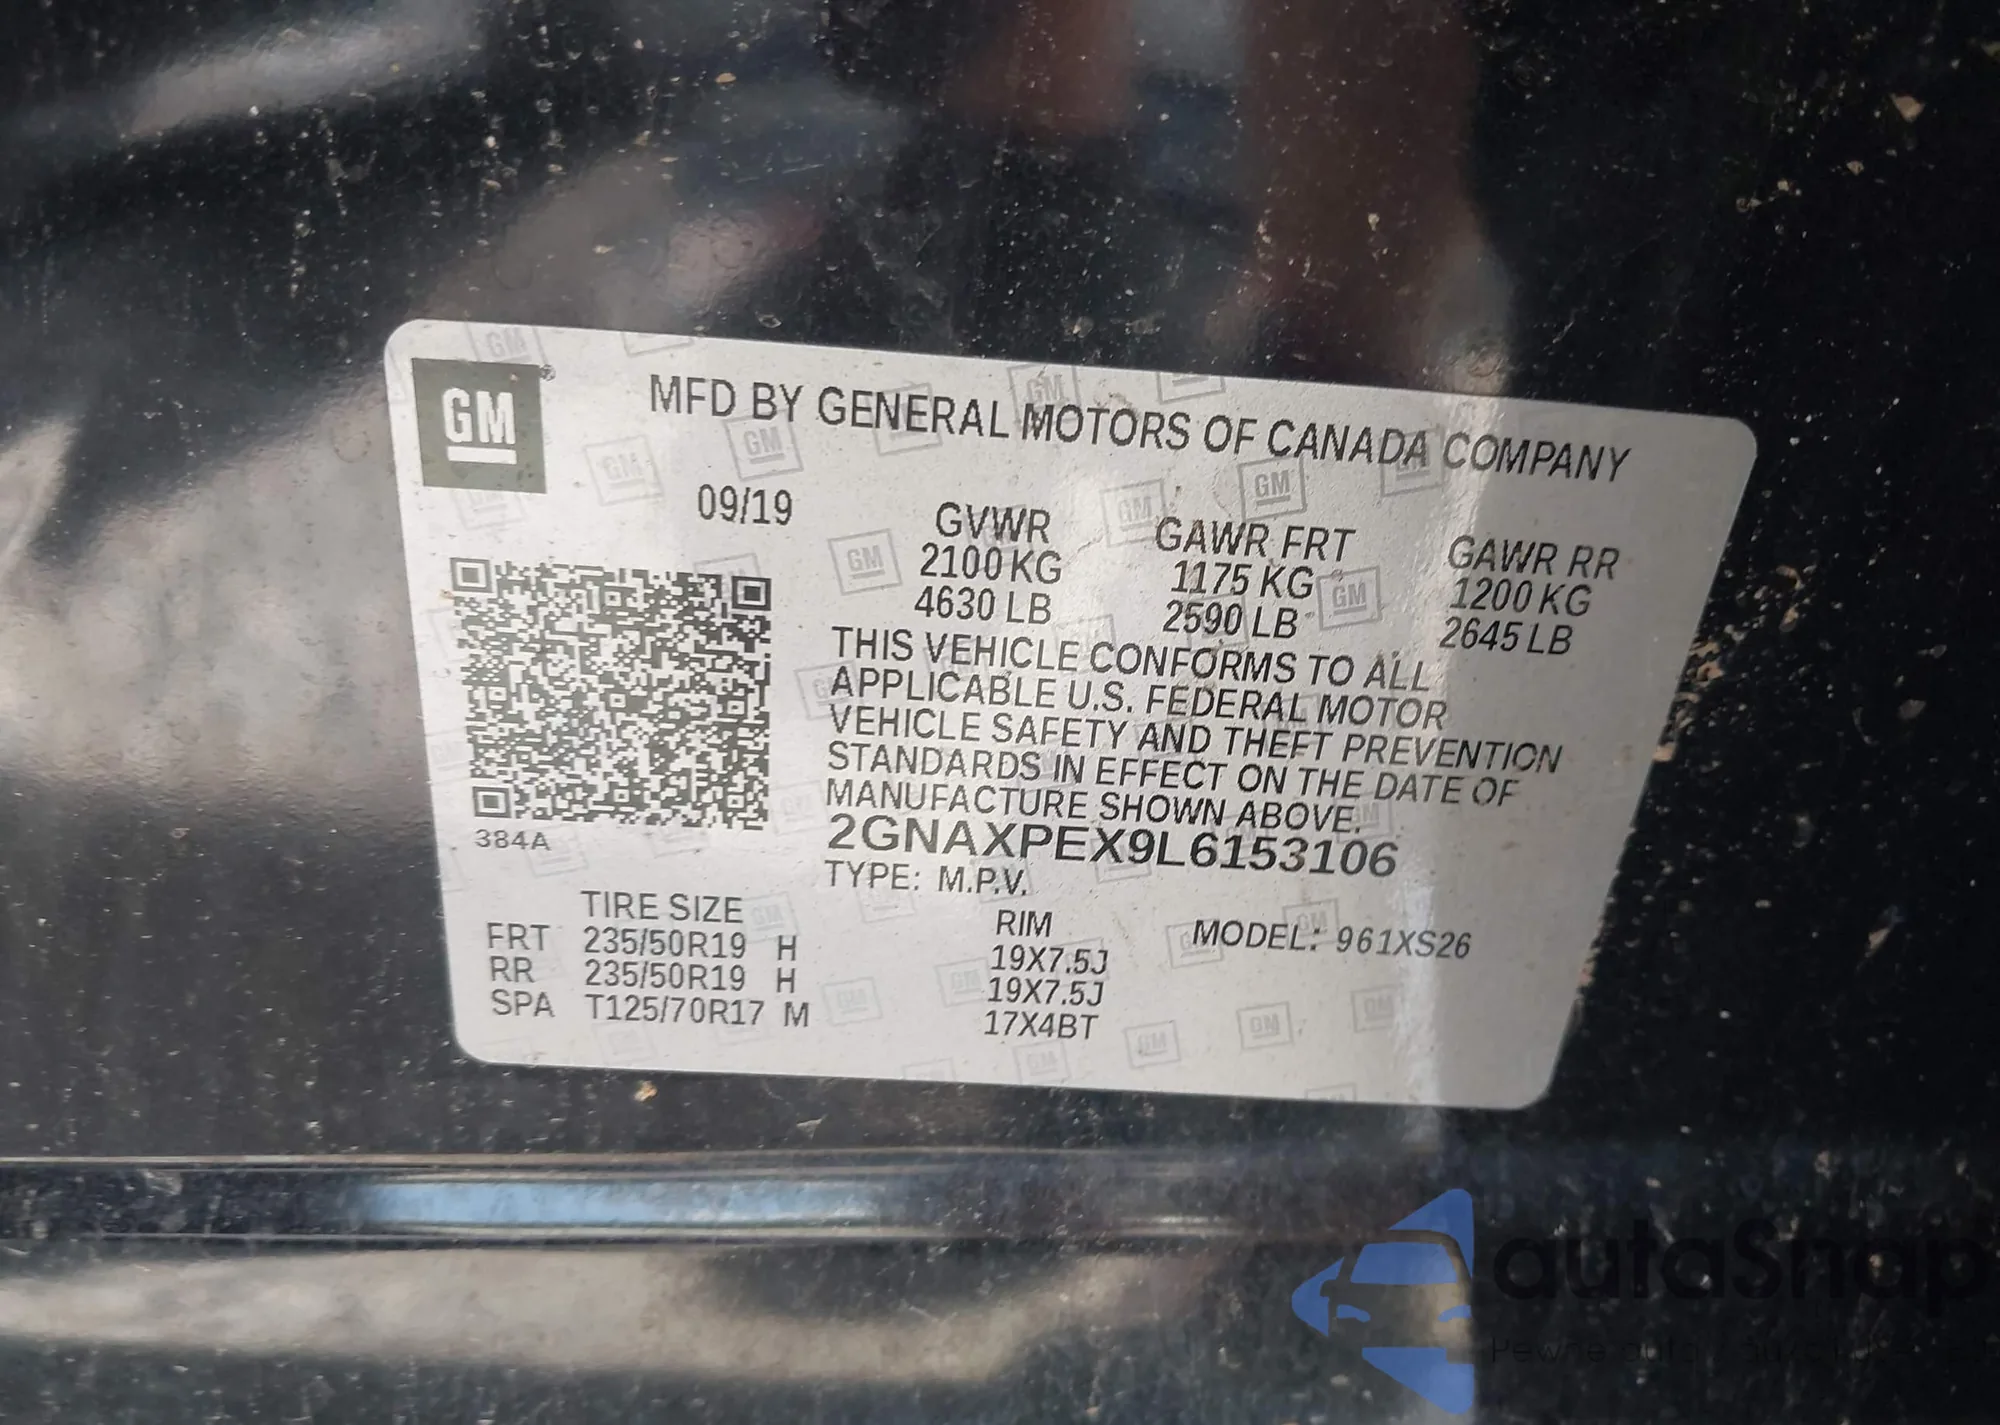 GM
MFD BY GENERAL MOTORS OF CANADA COMPANY
09/19
GVWR GAWR FRT GAWR RR
2100 KG 1175 KG 1200 KG
4630 LB 2590 LB 2645 LB
THIS VEHICLE CONFORMS TO ALL
APPLICABLE U.S. FEDERAL MOTOR
VEHICLE SAFETY AND THEFT PREVENTION
STANDARDS IN EFFECT ON THE DATE OF
MANUFACTURE SHOWN ABOVE.
384A
2GNAXPEX9L6153106
TYPE: M.P.V.
TIRE SIZE RIM MODEL: 961XS26
FRT 235/50R19 H 19X7.5J
RR 235/50R19 H 19X7.5J
SPA T125/70R17 M 17X4BT
autaSnap
Pewne auta